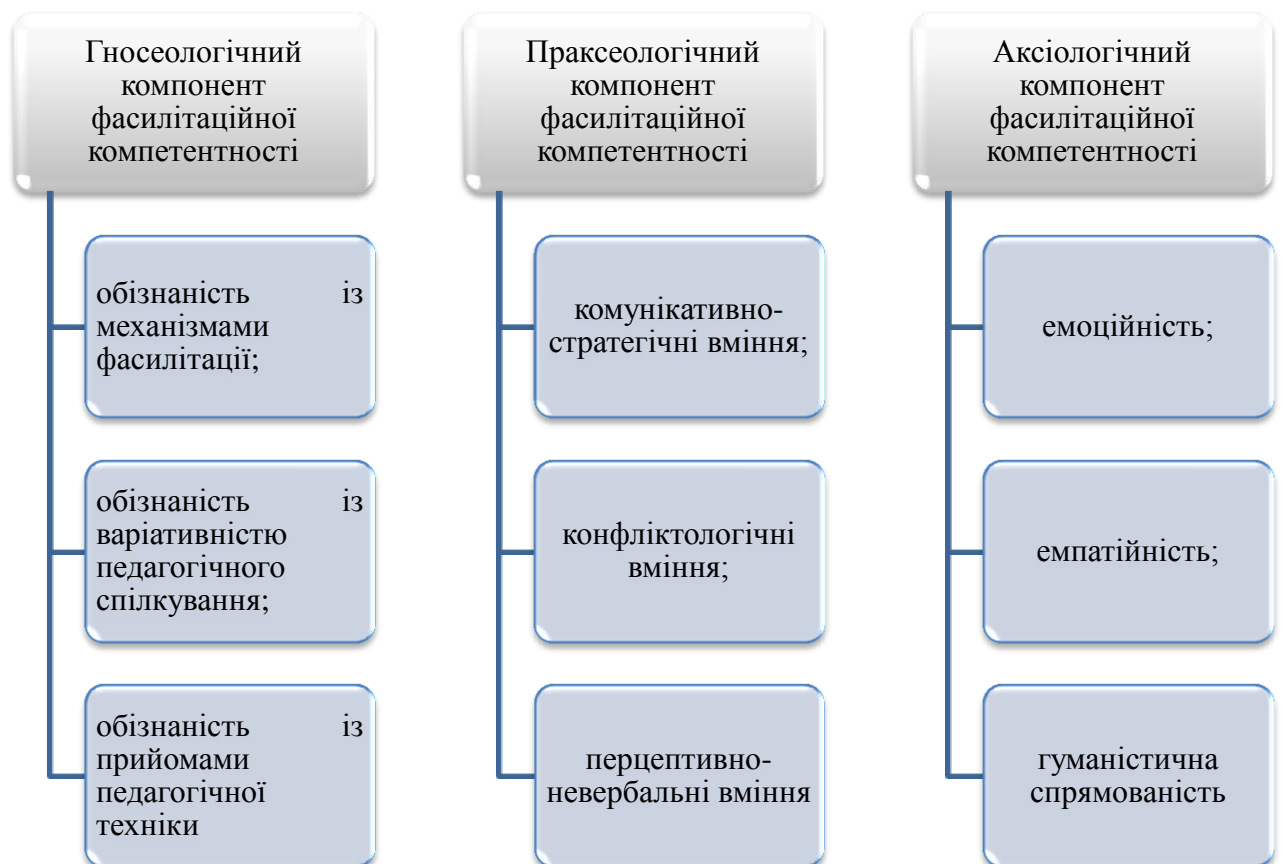 Гносеологічний
компонент
фасилітаційної
компетентності
обізнаність із
механізмами
фасилітації;
обізнаність із
варіативністю
педагогічного
спілкування;
обізнаність із
прийомами
педагогічної
техніки
Праксеологічний
компонент
фасилітаційної
компетентності
комунікативно-
стратегічні вміння;
конфліктологічні
вміння;
перцептивно-
невербальні вміння
Аксіологічний
компонент
фасилітаційної
компетентності
емоційність;
емпатійність;
гуманістична
спрямованість